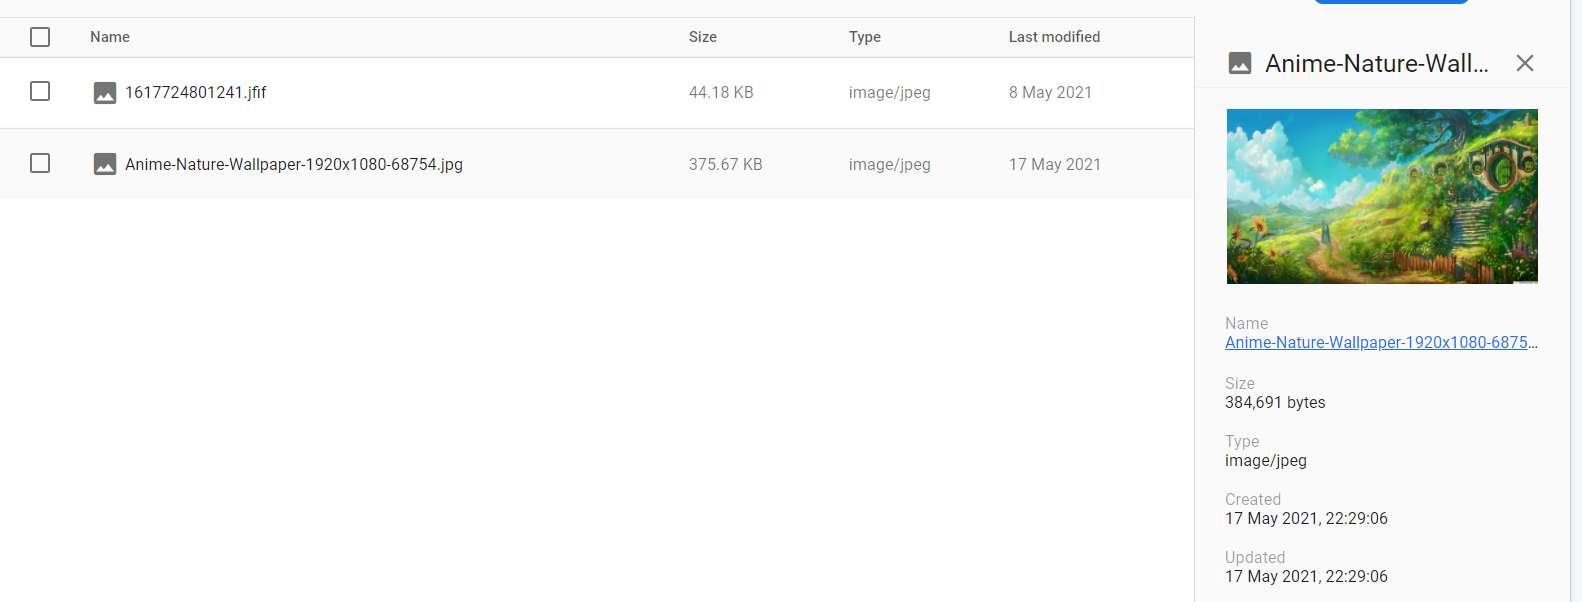 Name Size Type Last modified
1617724801241.jfif 44.18 KB image/jpeg 8 May 2021
Anime-Nature-Wallpaper-1920x1080-68754.jpg 375.67 KB image/jpeg 17 May 2021
Anime-Nature-Wall...
Name
Anime-Nature-Wallpaper-1920x1080-6875...
Size
384,691 bytes
Type
image/jpeg
Created
17 May 2021, 22:29:06
Updated
17 May 2021, 22:29:06